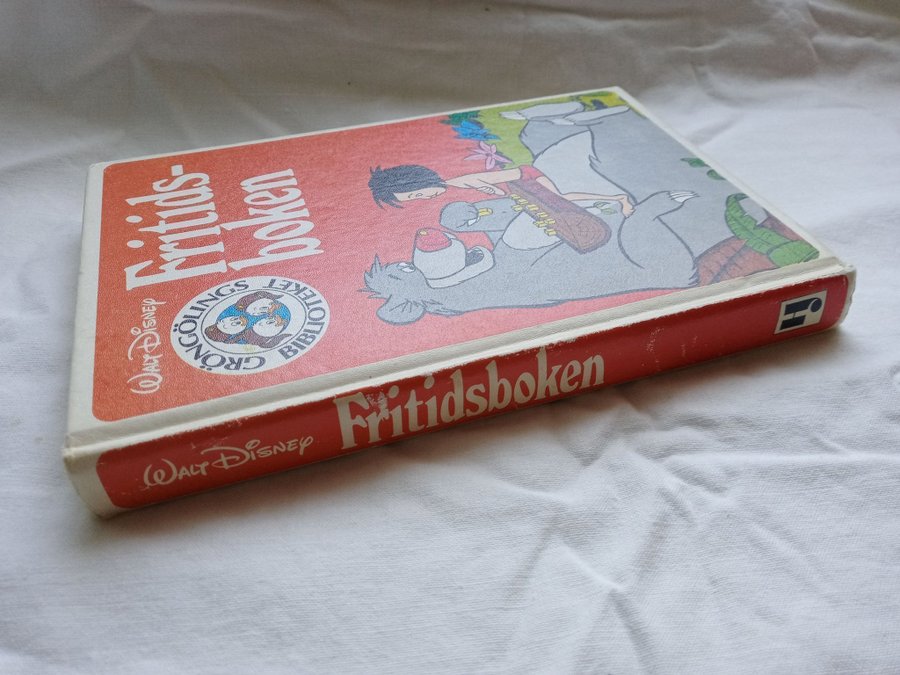 WALT DISNEY
Fritids-
boken
GRÖNGÖLINGS
BIBLIOTEKET
WALT DISNEY
Fritidsboken
H